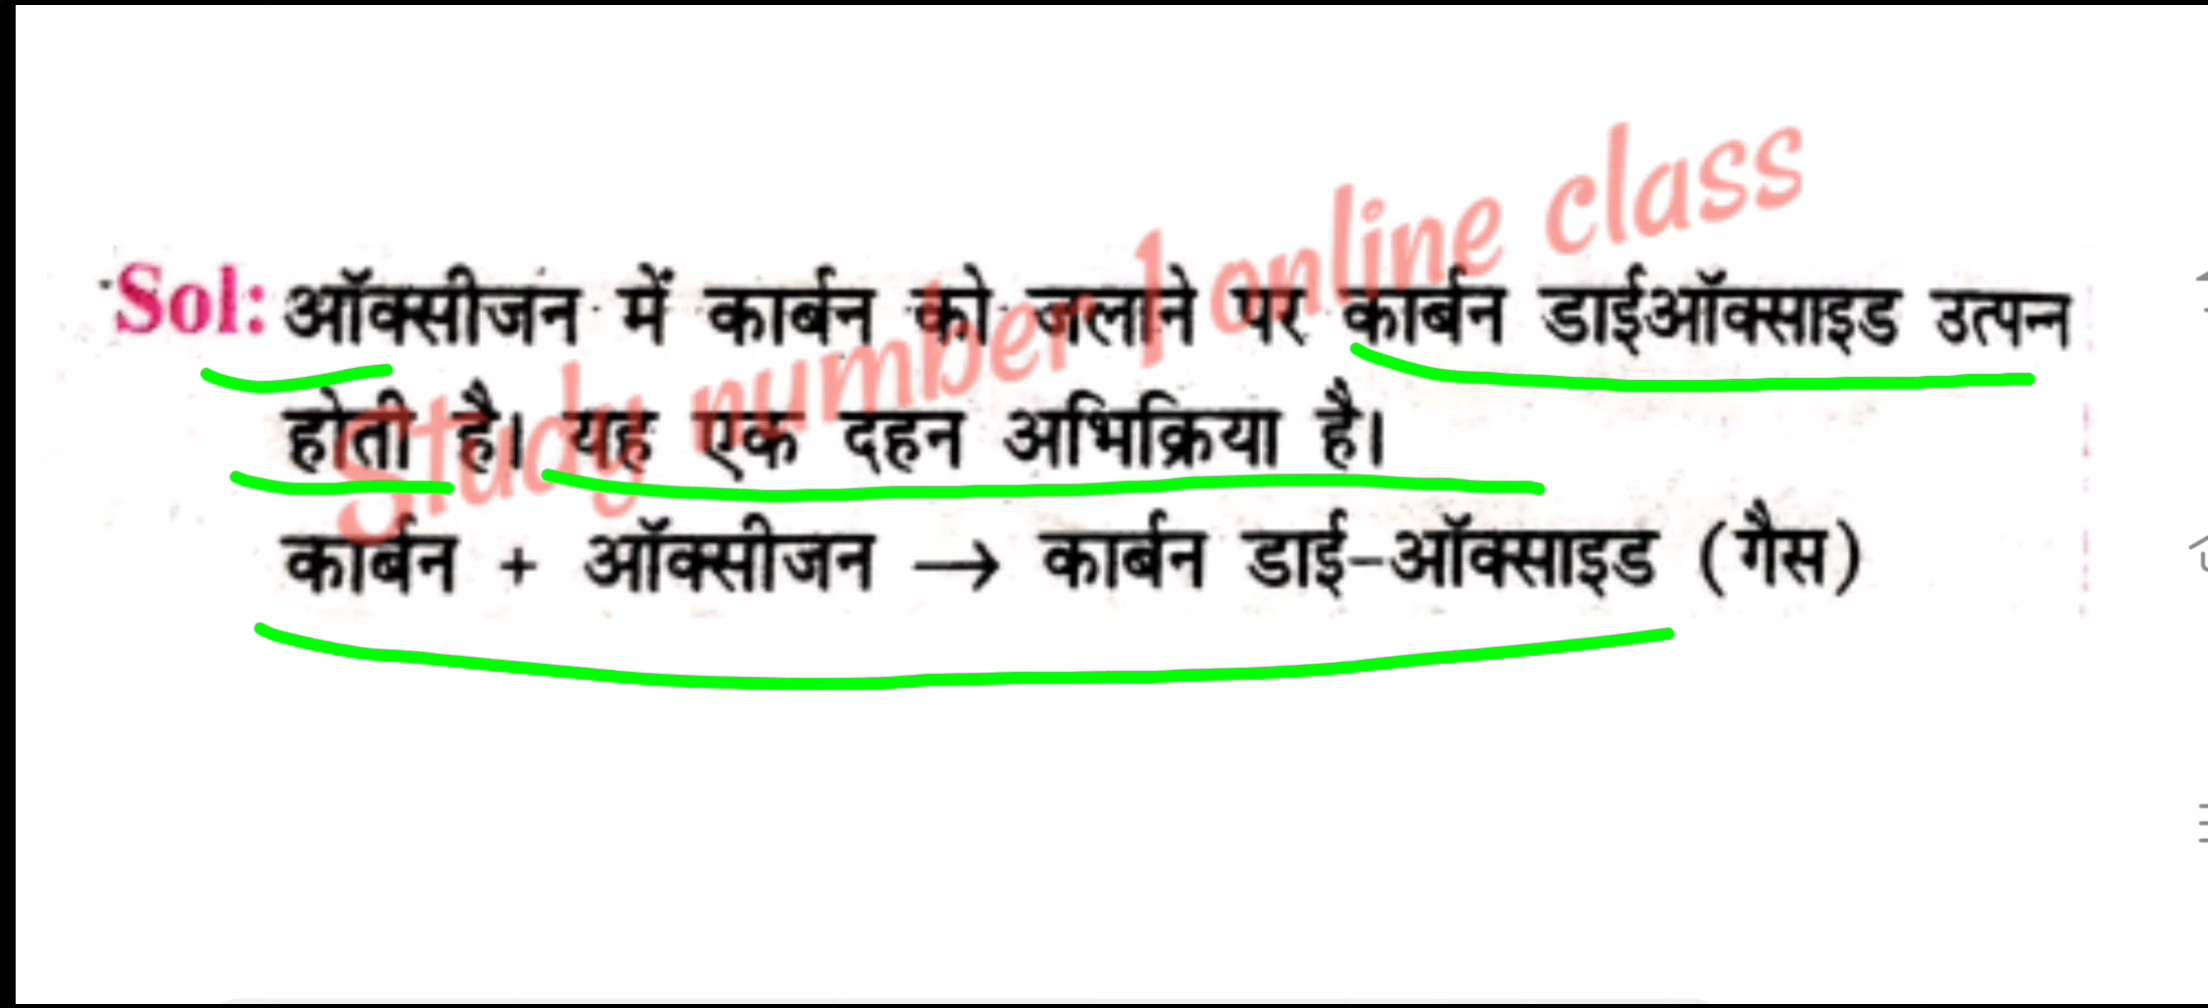 Sol: ऑक्सीजन में कार्बन को जलाने पर कार्बन डाईऑक्साइड उत्पन्न
होती है। यह एक दहन अभिक्रिया है।
कार्बन + ऑक्सीजन → कार्बन डाई-ऑक्साइड (गैस)
Study number 1 online class